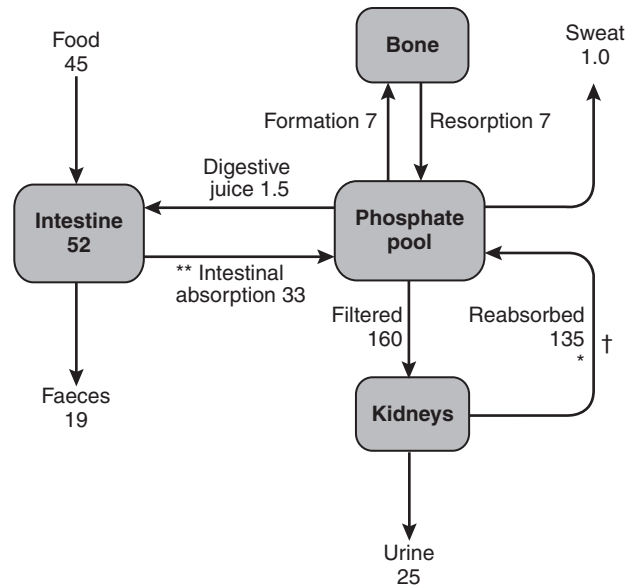 Food
45
Bone
Sweat
1.0
Formation 7
Resorption 7
Digestive
juice 1.5
Intestine
52
Phosphate
pool
** Intestinal
absorption 33
Filtered
160
Reabsorbed
135
*
†
Faeces
19
Kidneys
Urine
25